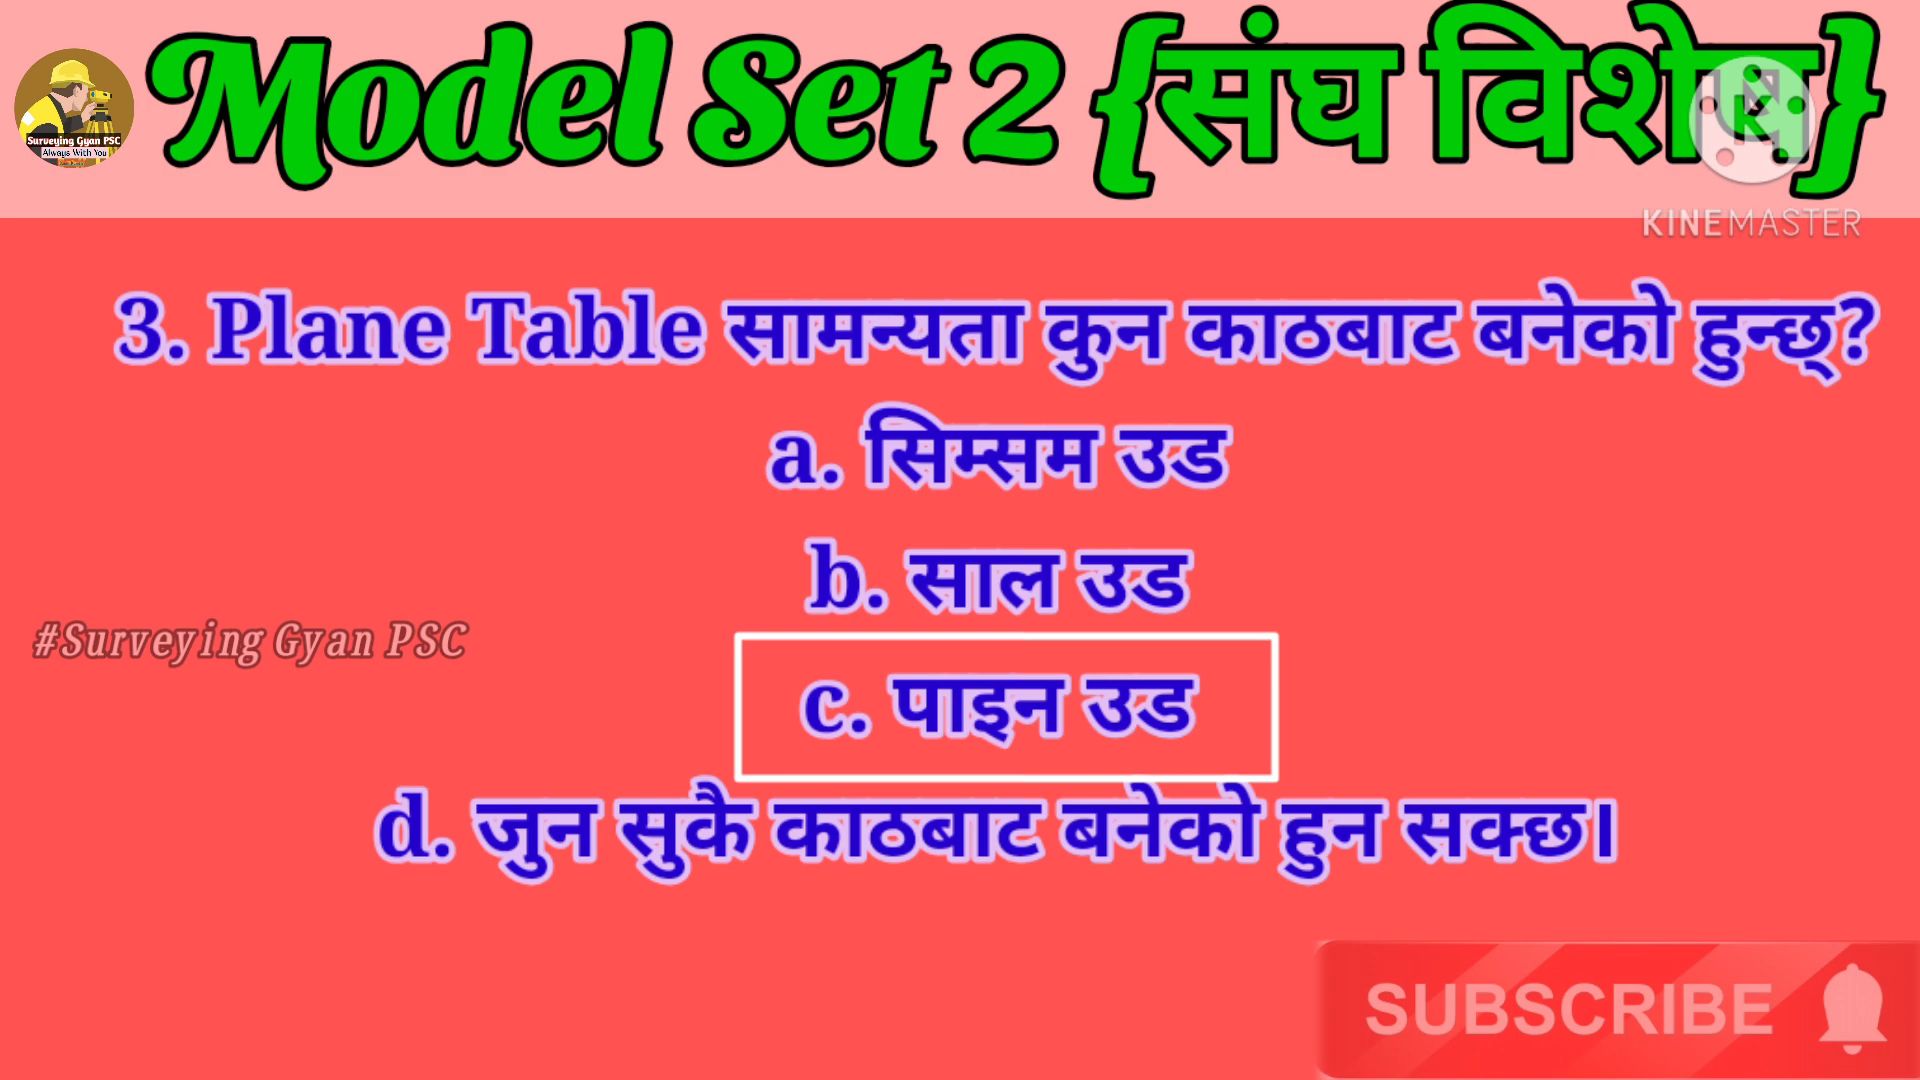 Model Set 2 {संघ विशेष}
Surveying Gyan PSC
Always With You
KINEMASTER
3. Plane Table सामन्यता कुन काठबाट बनेको हुन्छ्?
a. सिम्सम उड
b. साल उड
#Surveying Gyan PSC
c. पाइन उड
d. जुन सुकै काठबाट बनेको हुन सक्छ।
SUBSCRIBE